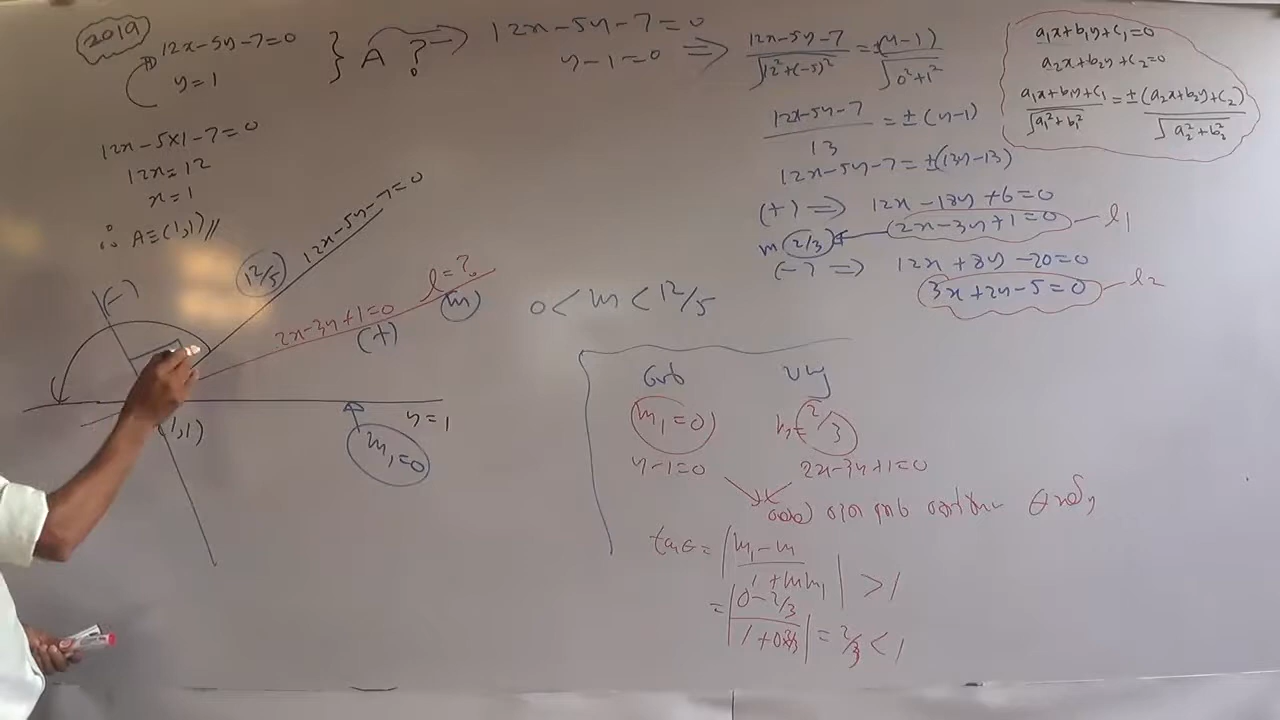 2019
12x-5y-7=0
y=1
} A ?
12x-5y-7=0
y-1=0
⇒ (12x-5y-7)/√(12²+(-5)²) = ±(y-1)/√(0²+1²)
(12x-5y-7)/13 = ±(y-1)
12x-5y-7=±(13y-13)
(+) ⇒ 12x-18y+6=0
2x-3y+1=0 — l1
m 2/3
(-) ⇒ 12x+8y-20=0
3x+2y-5=0 — l2
a1x+b1y+c1=0
a2x+b2y+c2=0
(a1x+b1y+c1)/√(a1²+b1²) = ±(a2x+b2y+c2)/√(a2²+b2²)
12x-5×1-7=0
12x=12
x=1
∴ A≡(1,1)//
12x-5y-7=0
12/5
(-)
l=?
(m)
2x-3y+1=0
(+)
y=1
(1,1)
m1=0
0<m<12/5
m1=0
2/3
y-1=0
2x-3y+1=0
tanθ=|(m1-m)/(1+mm1)| >1
=|(0-2/3)/(1+0×2/3)| = 2/3 <1